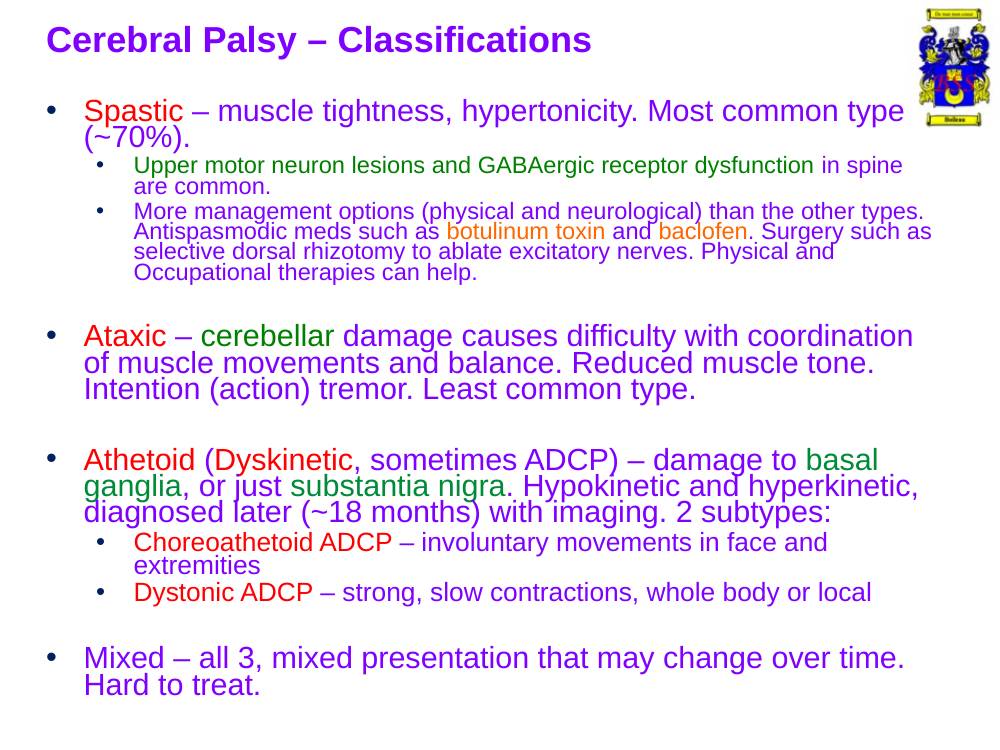 Cerebral Palsy – Classifications
• Spastic – muscle tightness, hypertonicity. Most common type
(~70%).
• Upper motor neuron lesions and GABAergic receptor dysfunction in spine
are common.
• More management options (physical and neurological) than the other types.
Antispasmodic meds such as botulinum toxin and baclofen. Surgery such as
selective dorsal rhizotomy to ablate excitatory nerves. Physical and
Occupational therapies can help.
• Ataxic – cerebellar damage causes difficulty with coordination
of muscle movements and balance. Reduced muscle tone.
Intention (action) tremor. Least common type.
• Athetoid (Dyskinetic, sometimes ADCP) – damage to basal
ganglia, or just substantia nigra. Hypokinetic and hyperkinetic,
diagnosed later (~18 months) with imaging. 2 subtypes:
• Choreoathetoid ADCP – involuntary movements in face and
extremities
• Dystonic ADCP – strong, slow contractions, whole body or local
• Mixed – all 3, mixed presentation that may change over time.
Hard to treat.